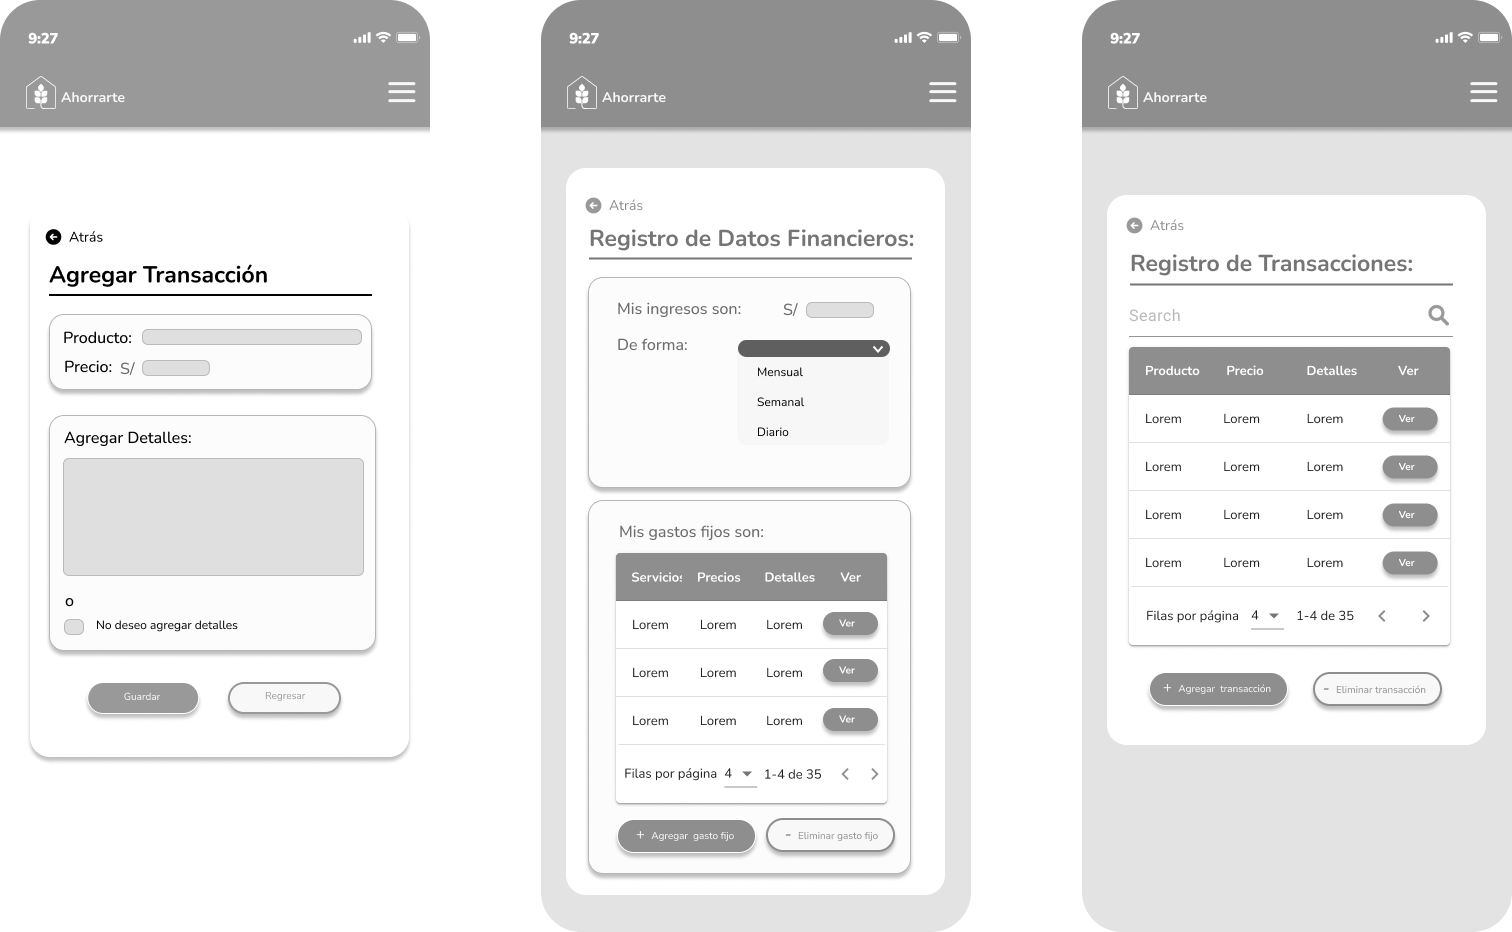 9:27
Ahorrarte
Atrás
Agregar Transacción
Producto:
Precio: S/
Agregar Detalles:
o
No deseo agregar detalles
Guardar Regresar
9:27
Ahorrarte
Atrás
Registro de Datos Financieros:
Mis ingresos son: S/
De forma:
Mensual
Semanal
Diario
Mis gastos fijos son:
Servicios Precios Detalles Ver
Lorem Lorem Lorem Ver
Lorem Lorem Lorem Ver
Lorem Lorem Lorem Ver
Filas por página 4 1-4 de 35
+ Agregar gasto fijo - Eliminar gasto fijo
9:27
Ahorrarte
Atrás
Registro de Transacciones:
Search
Producto Precio Detalles Ver
Lorem Lorem Lorem Ver
Lorem Lorem Lorem Ver
Lorem Lorem Lorem Ver
Lorem Lorem Lorem Ver
Filas por página 4 1-4 de 35
+ Agregar transacción - Eliminar transacción